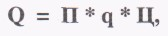 Q = П * q * Ц,